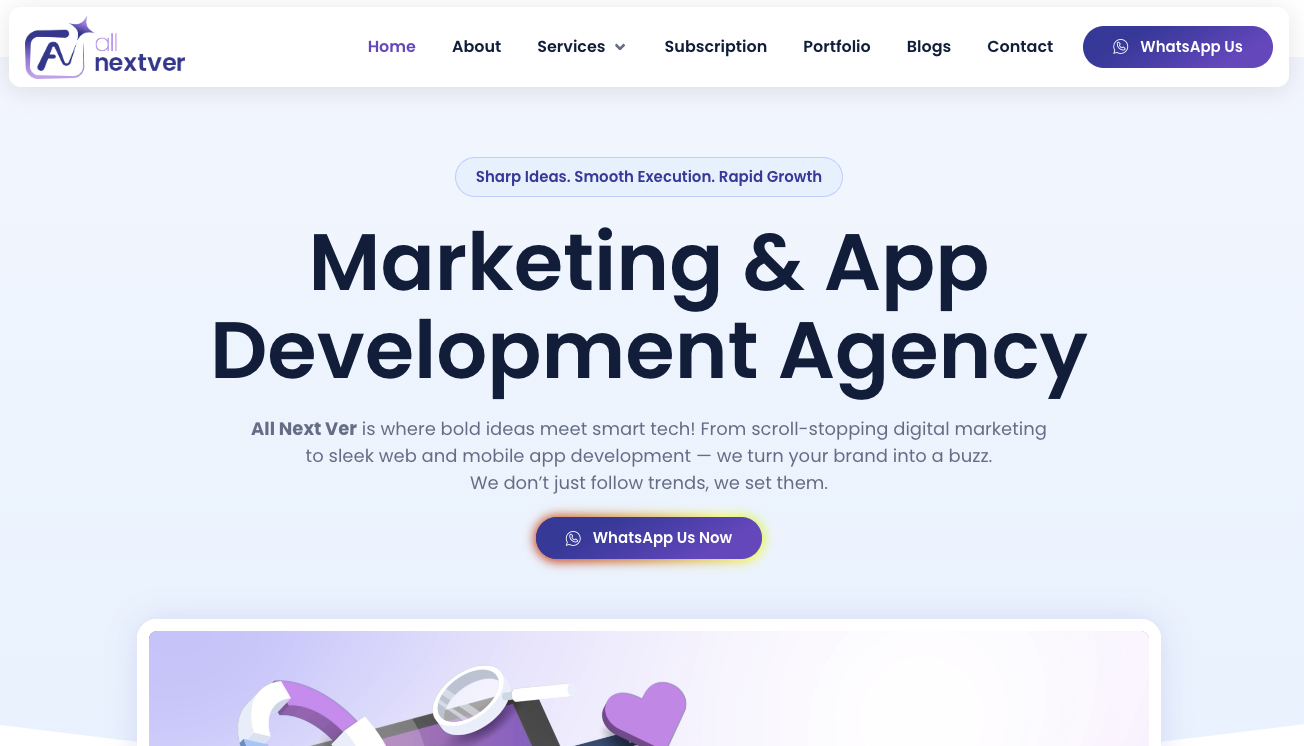 all
nextver
Home
About
Services
Subscription
Portfolio
Blogs
Contact
WhatsApp Us
Sharp Ideas. Smooth Execution. Rapid Growth
Marketing & App
Development Agency
All Next Ver is where bold ideas meet smart tech! From scroll-stopping digital marketing
to sleek web and mobile app development — we turn your brand into a buzz.
We don’t just follow trends, we set them.
WhatsApp Us Now